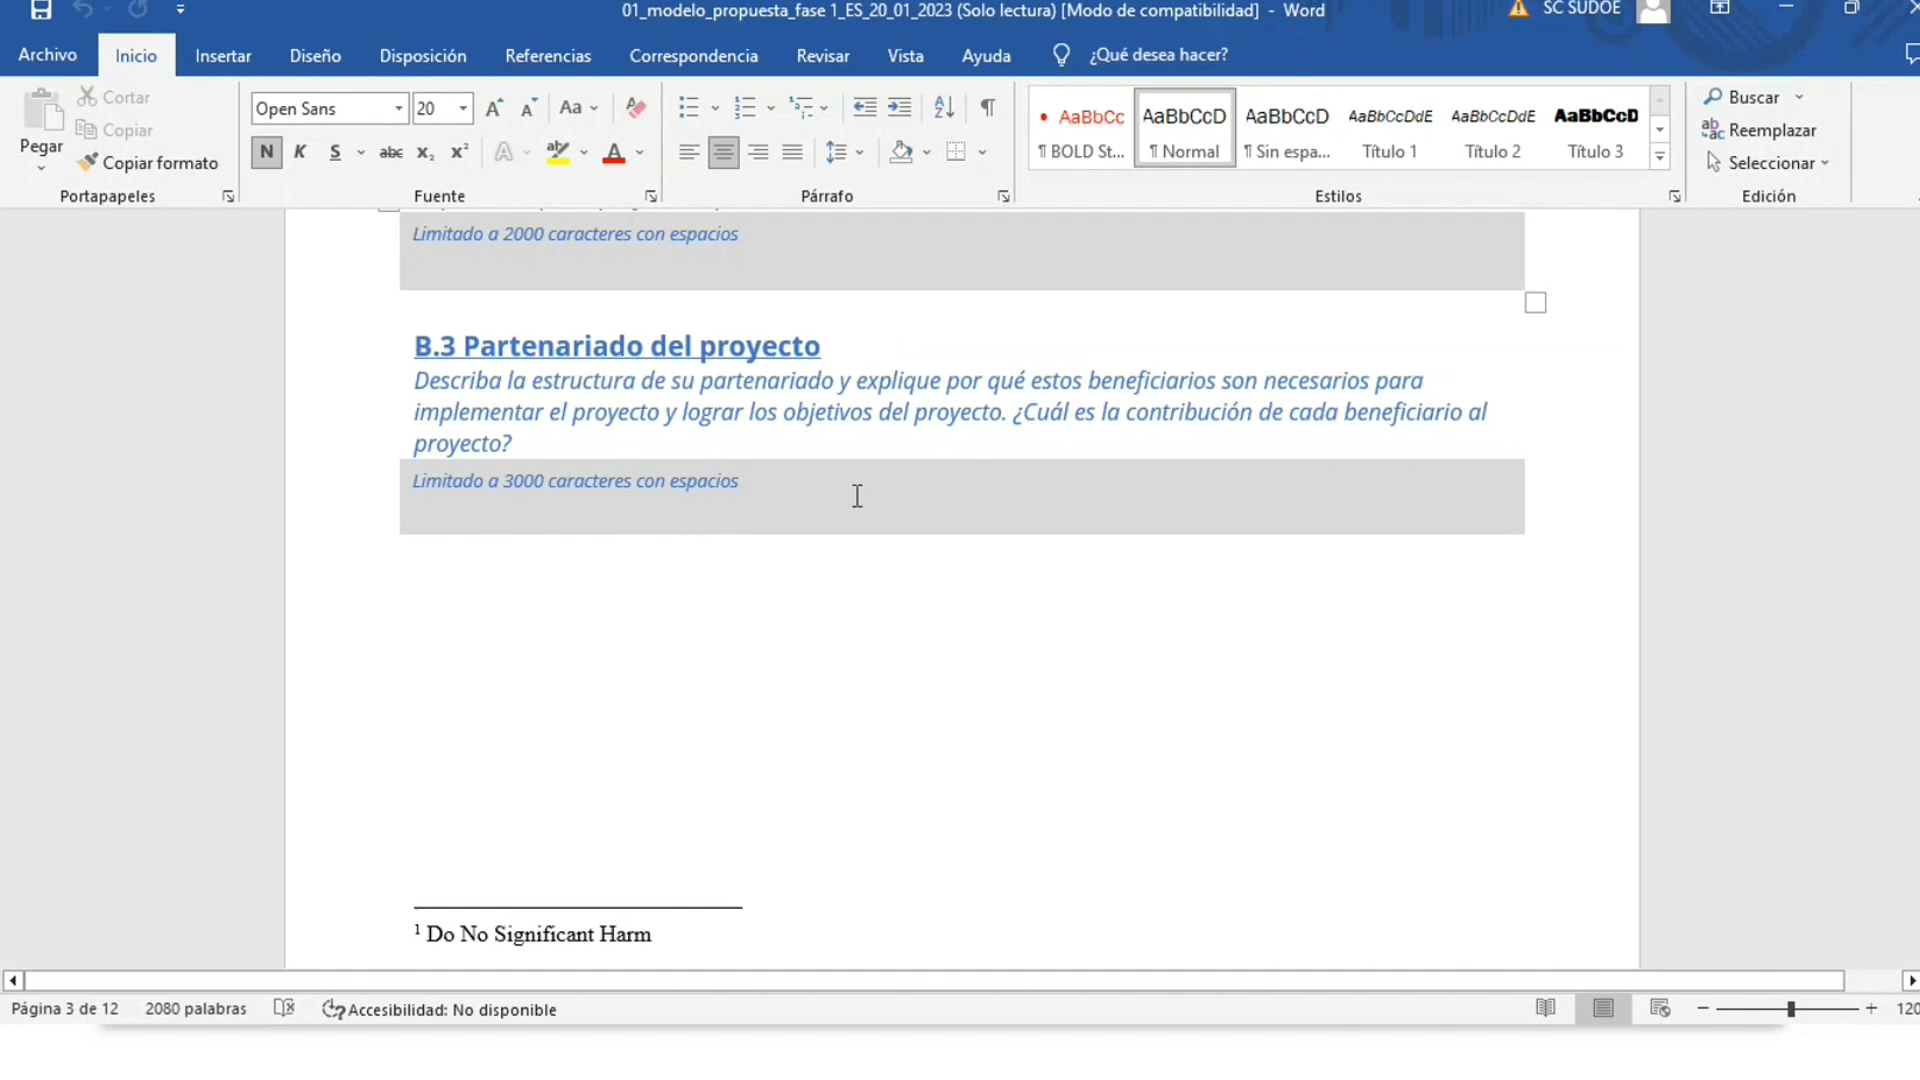 01_modelo_propuesta_fase 1_ES_20_01_2023 (Solo lectura) [Modo de compatibilidad] - Word
SC SUDOE
Archivo Inicio Insertar Diseño Disposición Referencias Correspondencia Revisar Vista Ayuda ¿Qué desea hacer?
Pegar
Cortar
Copiar
Copiar formato
Portapapeles
Open Sans 20
Aa
N K S abc x₂ x²
Fuente
Párrafo
AaBbCc AaBbCcD AaBbCcD AaBbCcDdE AaBbCcDdE AaBbCcD
¶ BOLD St... ¶ Normal ¶ Sin espa... Título 1 Título 2 Título 3
Estilos
Buscar
Reemplazar
Seleccionar
Edición
Limitado a 2000 caracteres con espacios
B.3 Partenariado del proyecto
Describa la estructura de su partenariado y explique por qué estos beneficiarios son necesarios para
implementar el proyecto y lograr los objetivos del proyecto. ¿Cuál es la contribución de cada beneficiario al
proyecto?
Limitado a 3000 caracteres con espacios
1 Do No Significant Harm
Página 3 de 12 2080 palabras Accesibilidad: No disponible